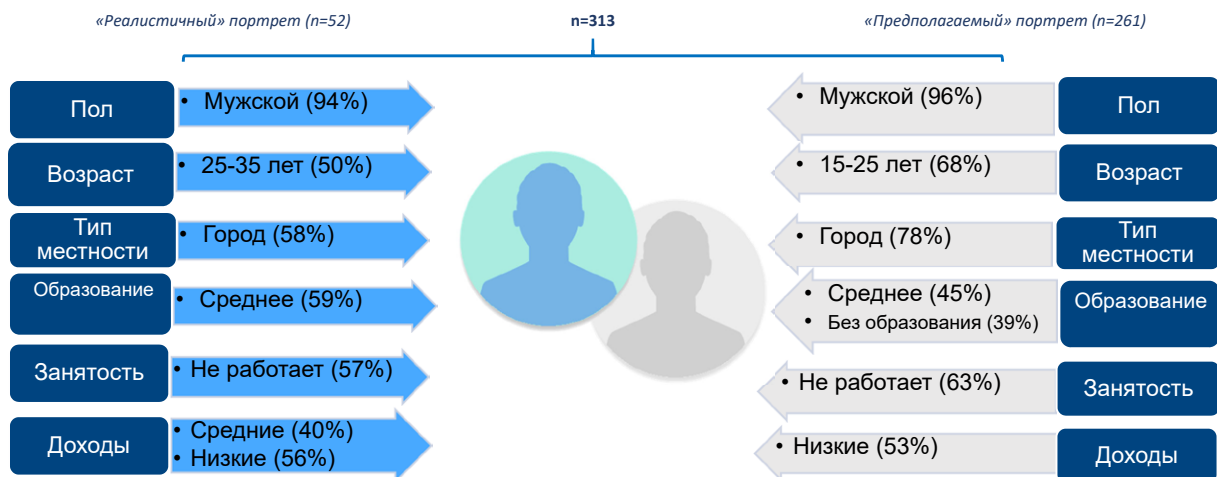 «Реалистичный» портрет (n=52)
n=313
«Предполагаемый» портрет (n=261)
Пол
• Мужской (94%)
• Мужской (96%)
Пол
Возраст
• 25-35 лет (50%)
• 15-25 лет (68%)
Возраст
Тип
местности
• Город (58%)
• Город (78%)
Тип
местности
Образование
• Среднее (59%)
• Среднее (45%)
• Без образования (39%)
Образование
Занятость
• Не работает (57%)
• Не работает (63%)
Занятость
Доходы
• Средние (40%)
• Низкие (56%)
• Низкие (53%)
Доходы